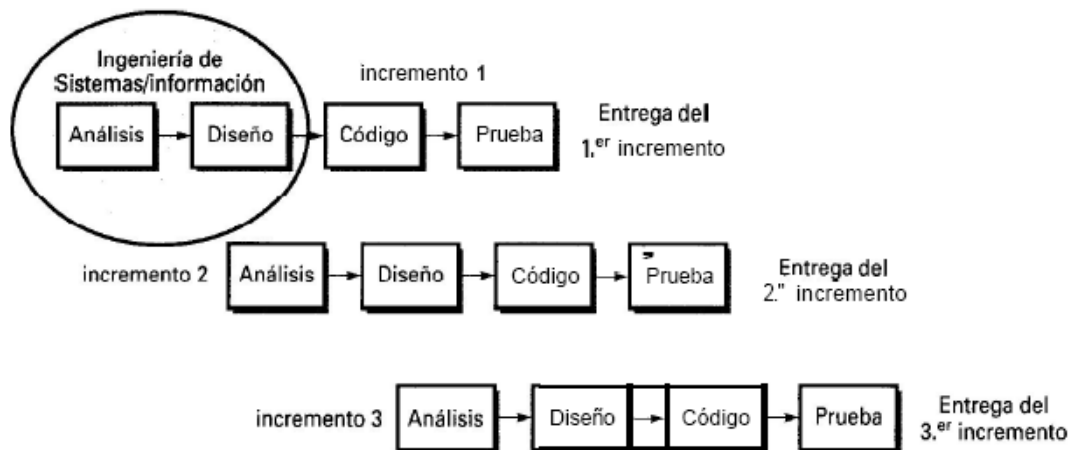 Ingeniería de
Sistemas/información
incremento 1
Análisis
Diseño
Código
Prueba
Entrega del
1.er incremento
incremento 2
Análisis
Diseño
Código
Prueba
Entrega del
2." incremento
incremento 3
Análisis
Diseño
Código
Prueba
Entrega del
3.er incremento